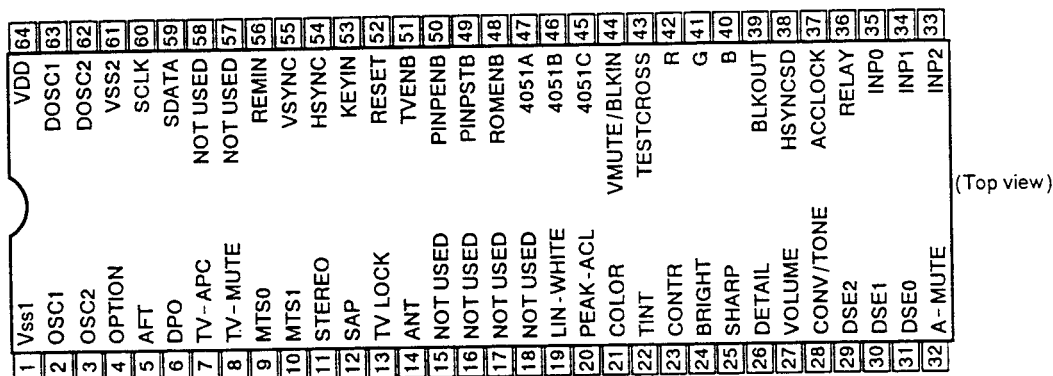 64 VDD
63 DOSC1
62 DOSC2
61 VSS2
60 SCLK
59 SDATA
58 NOT USED
57 NOT USED
56 REMIN
55 VSYNC
54 HSYNC
53 KEYIN
52 RESET
51 TVENB
50 PINPENB
49 PINPSTB
48 ROMENB
47 4051A
46 4051B
45 4051C
44 VMUTE/BLKIN
43 TESTCROSS
42 R
41 G
40 B
39 BLKOUT
38 HSYNCSD
37 ACCLOCK
36 RELAY
35 INP0
34 INP1
33 INP2
1 Vss1
2 OSC1
3 OSC2
4 OPTION
5 AFT
6 DPO
7 TV-APC
8 TV-MUTE
9 MTS0
10 MTS1
11 STEREO
12 SAP
13 TV LOCK
14 ANT
15 NOT USED
16 NOT USED
17 NOT USED
18 NOT USED
19 LIN-WHITE
20 PEAK-ACL
21 COLOR
22 TINT
23 CONTR
24 BRIGHT
25 SHARP
26 DETAIL
27 VOLUME
28 CONV/TONE
29 DSE2
30 DSE1
31 DSE0
32 A-MUTE
(Top view)